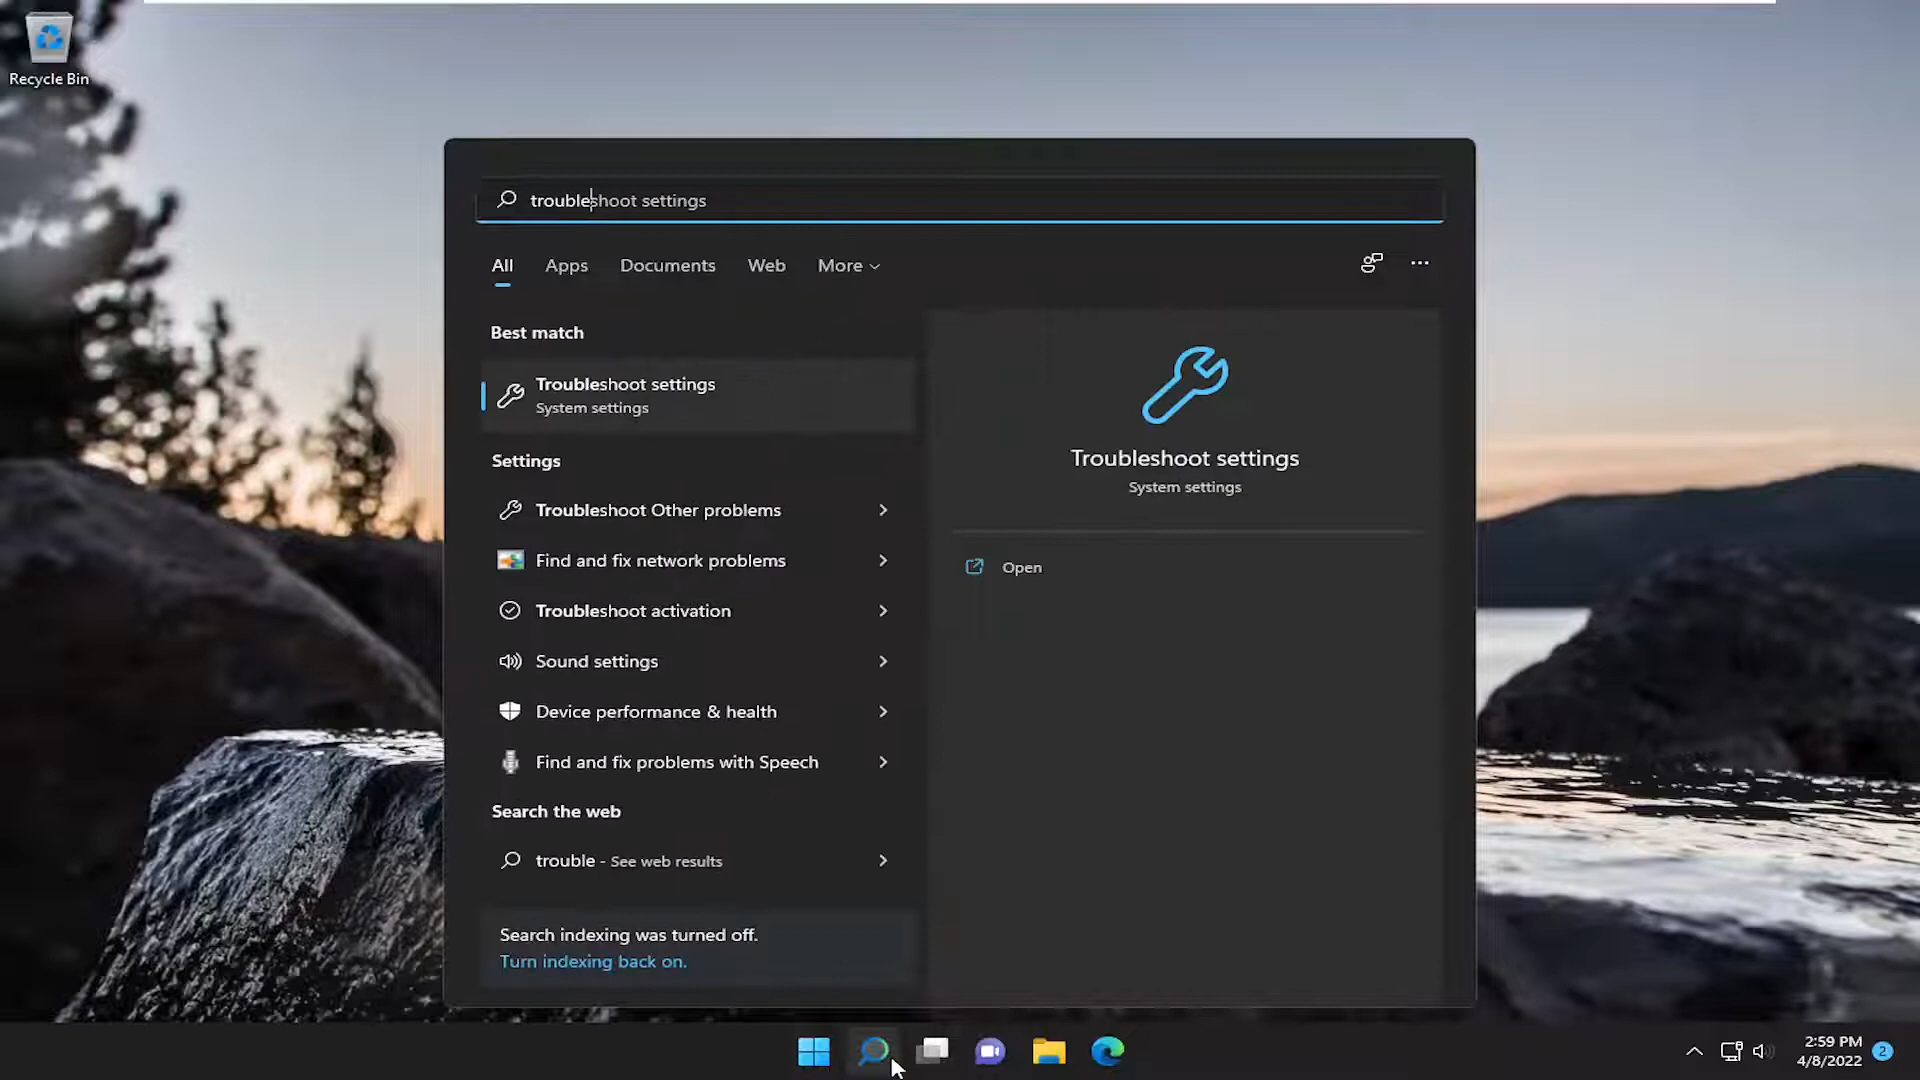 Recycle Bin
troubleshoot settings
All
Apps
Documents
Web
More
Best match
Troubleshoot settings
System settings
Settings
Troubleshoot Other problems
Find and fix network problems
Troubleshoot activation
Sound settings
Device performance & health
Find and fix problems with Speech
Search the web
trouble - See web results
Search indexing was turned off.
Turn indexing back on.
Troubleshoot settings
System settings
Open
2:59 PM
4/8/2022
2